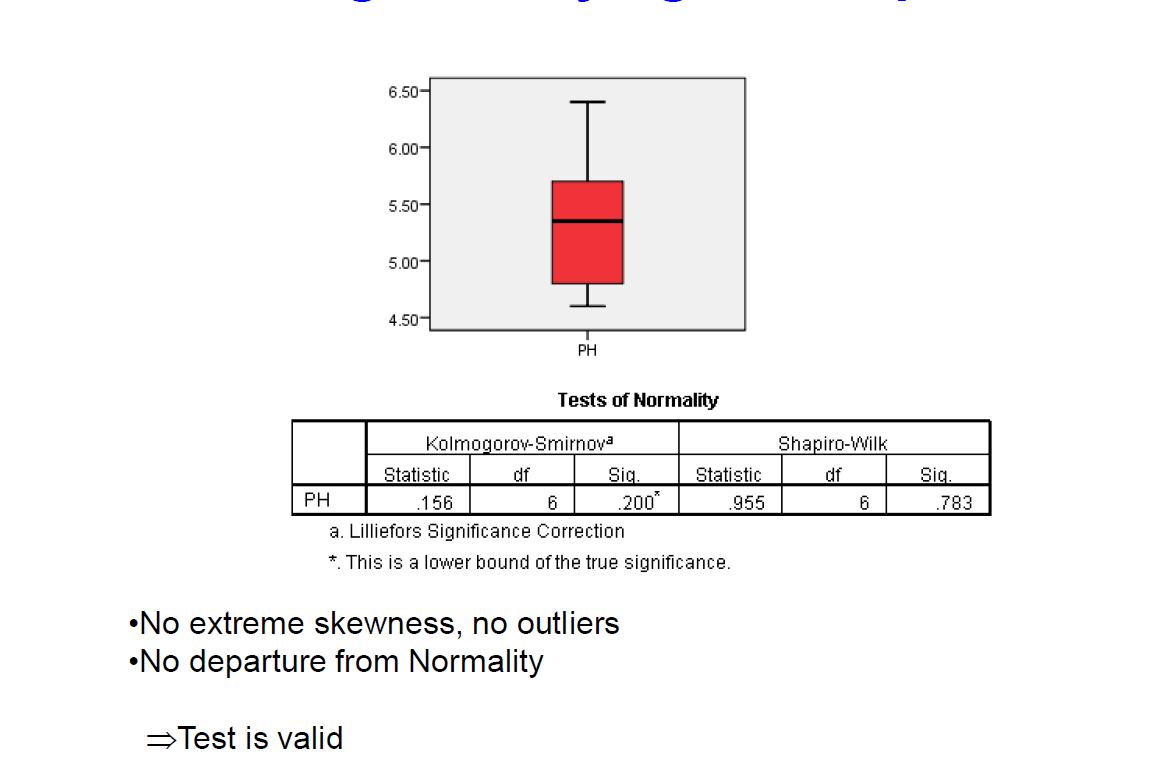 6.50
6.00
5.50
5.00
4.50
PH
Tests of Normality
Kolmogorov-Smirnovᵃ Shapiro-Wilk
Statistic df Sig. Statistic df Sig.
PH .156 6 .200* .955 6 .783
a. Lilliefors Significance Correction
*. This is a lower bound of the true significance.
•No extreme skewness, no outliers
•No departure from Normality
⇒Test is valid